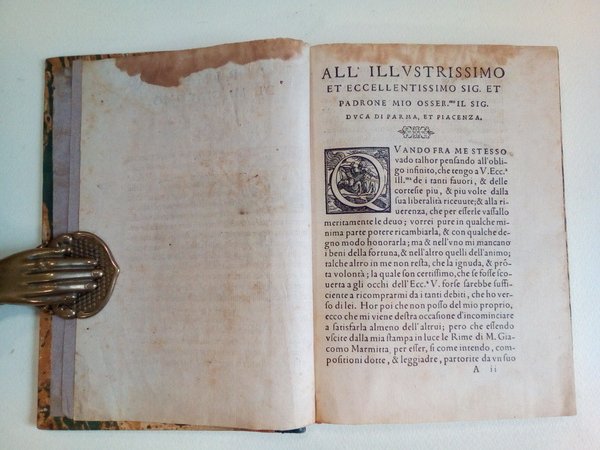 ALL' ILLVSTRISSIMO
ET ECCELLENTISSIMO SIG. ET
PADRONE MIO OSSER.mo IL SIG.
DVCA DI PARMA, ET PIACENZA.
QVANDO FRA ME STESSO
vado talhor pensando all'obli
go infinito, che tengo a V. Ecc.a
ill.ma de i tanti fauori, & delle
cortesie piu, & piu volte dalla
sua liberalità riceuute; & alla ri
uerenza, che per esserle vassallo
meritamente le deuo; vorrei pure in qualche mi
nima parte potere ricambiarla, & con qualche de
gno modo honorarla; ma & nell'vno mi mancano
i beni della fortuna, & nell'altro quelli dell'animo;
talche altro in me non resta, che la ignuda, & prōta
volontà; la quale son certissimo, che se fosse sco
uerta a gli occhi dell'Ecc.a V. forse sarebbe suffi
ciente a ricomprarmi da i tanti debiti, che ho ver
so di lei. Hor poi che non posso del mio proprio,
ecco che mi viene destra occasione d'incominciare
a satisfarla almeno dell'altrui; pero che essendo
vscite dalla mia stampa in luce le Rime di M. Gia
como Marmitta, per esser, si come intendo, com
positioni dotte, & leggiadre, partorite da vn suo
A ii